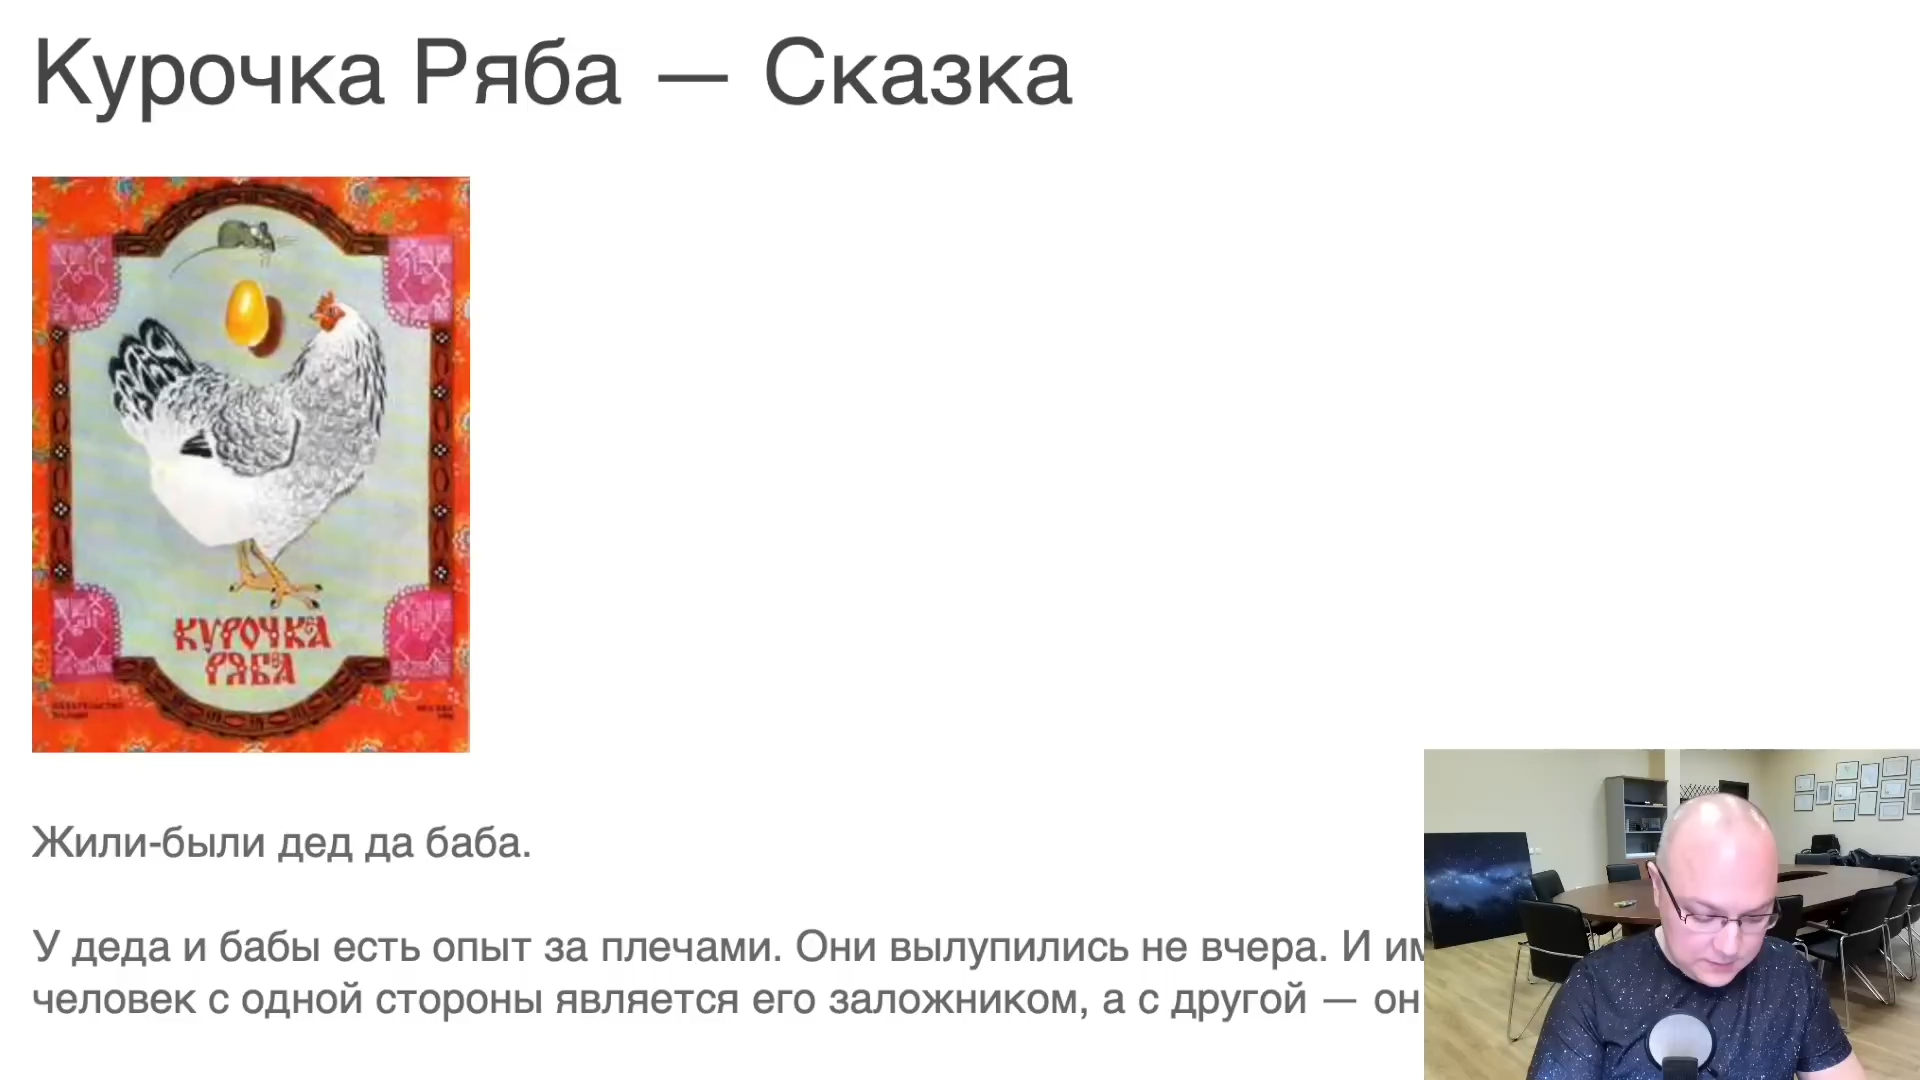 Курочка Ряба — Сказка
КУРОЧКА
РЯБА
Жили-были дед да баба.
У деда и бабы есть опыт за плечами. Они вылупились не вчера. И им
человек с одной стороны является его заложником, а с другой — он